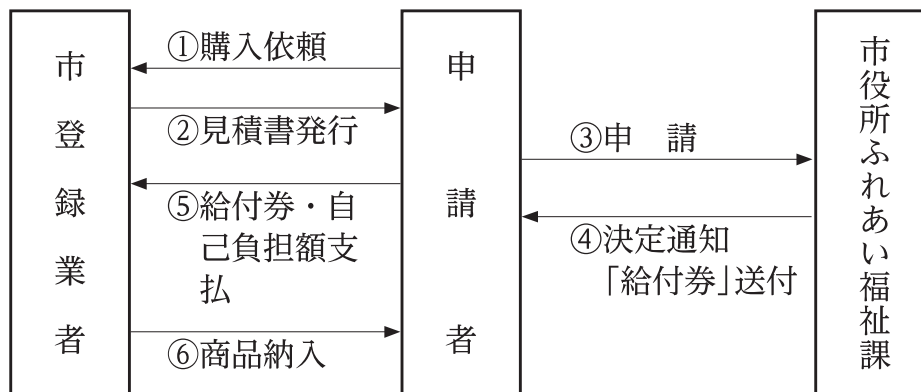 市登録業者
①購入依頼
②見積書発行
⑤給付券・自
己負担額支
払
⑥商品納入
申請者
③申　請
④決定通知
「給付券」送付
市役所ふれあい福祉課